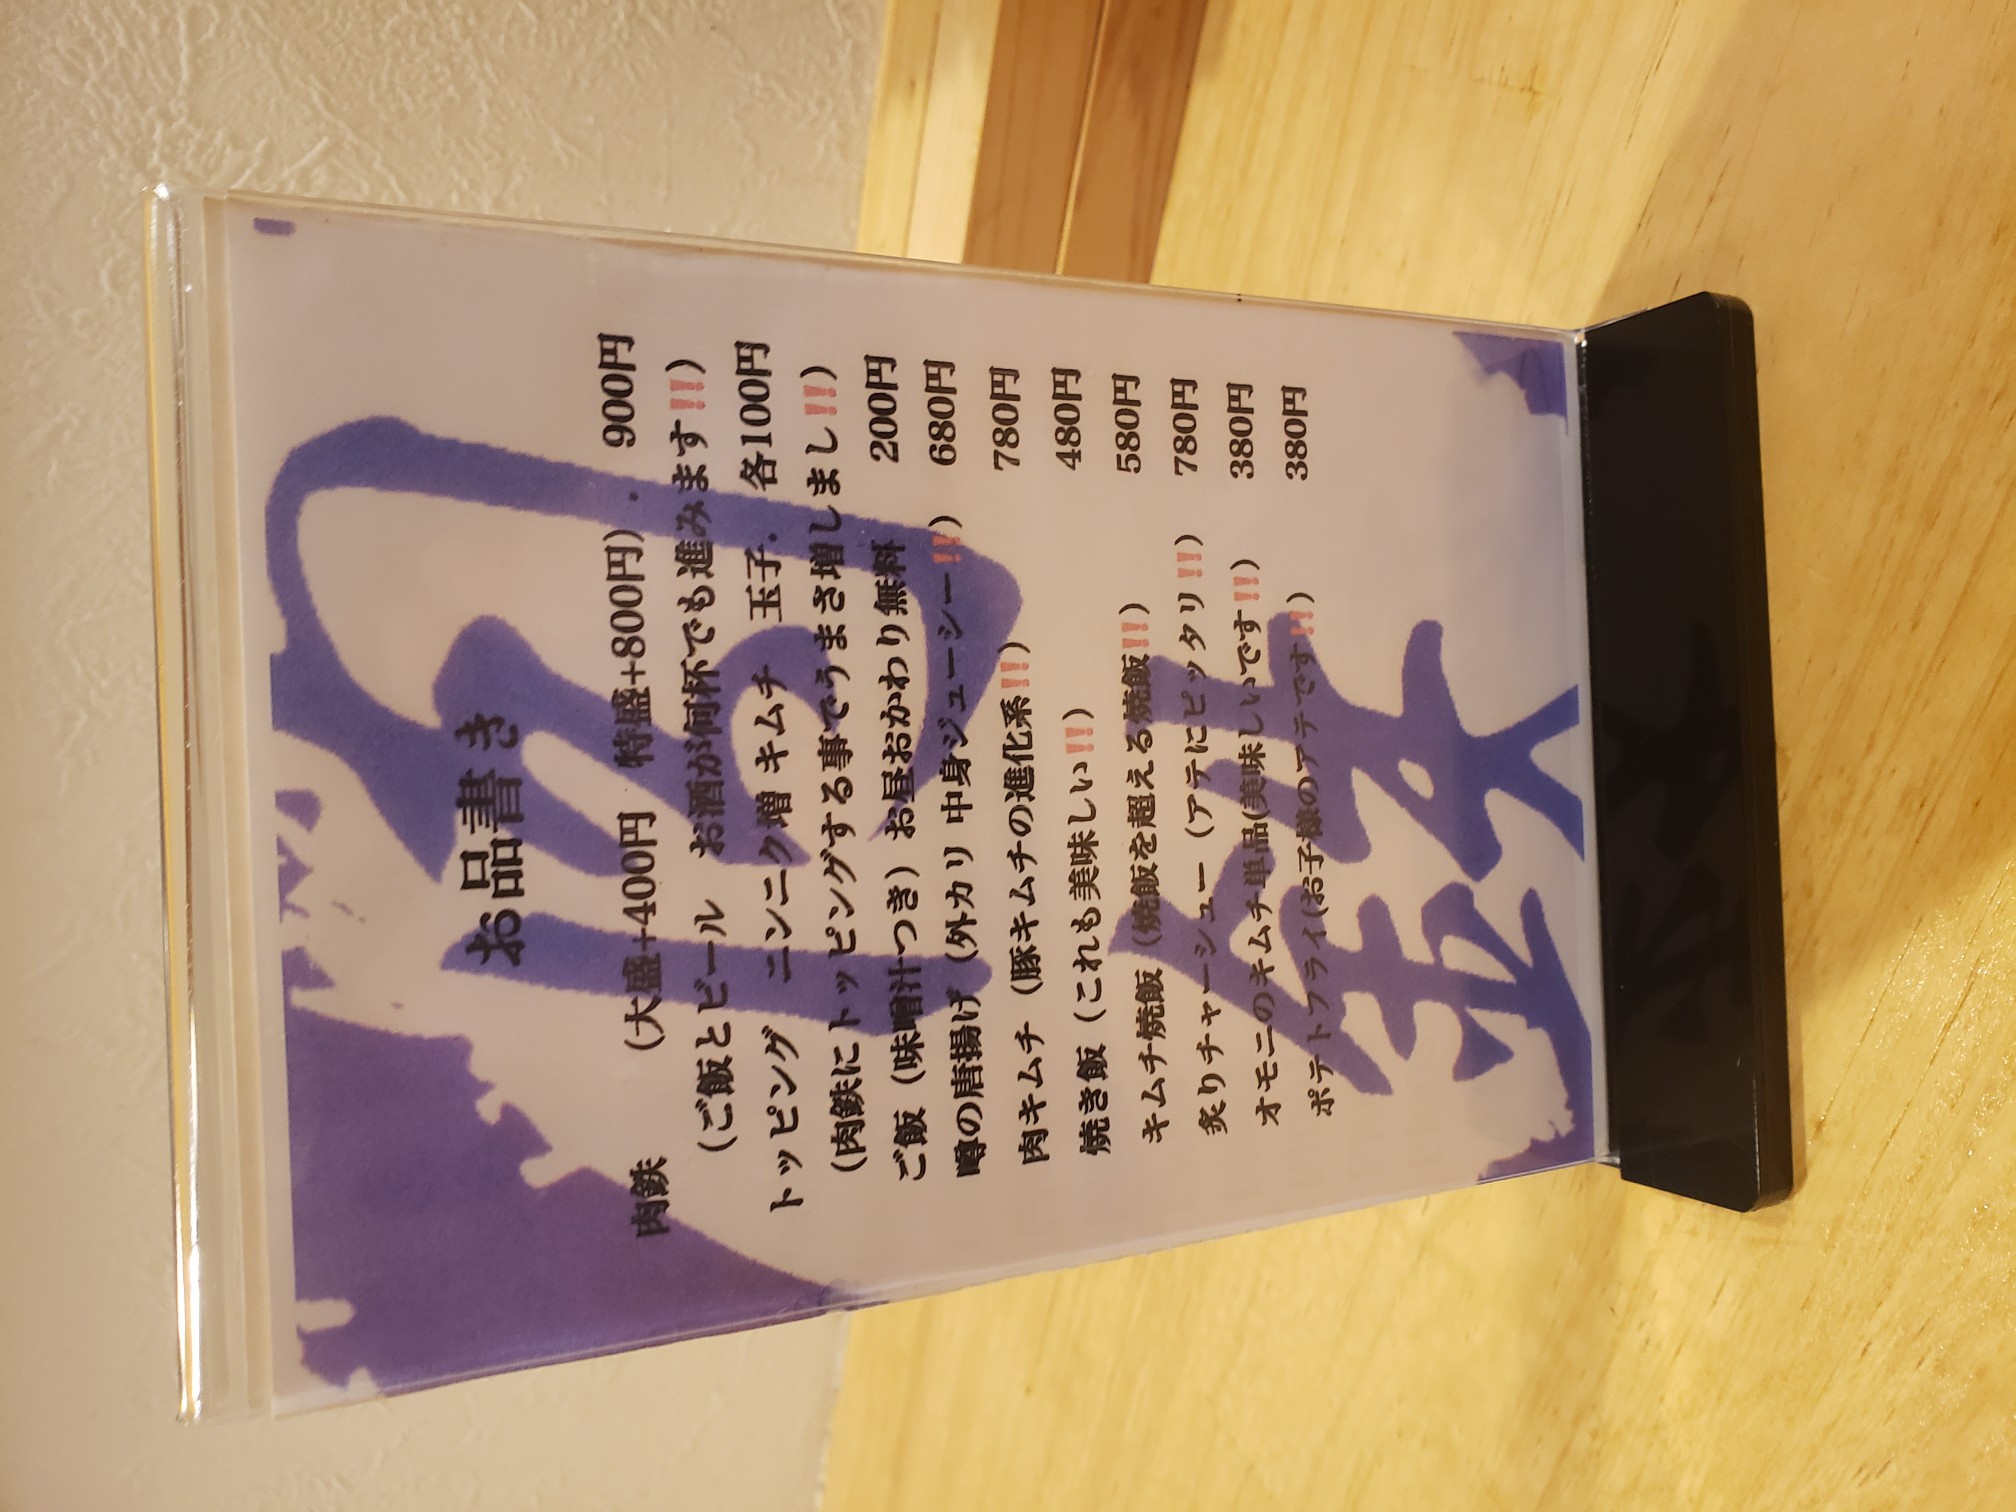 お品書き
肉鉄 (大盛+400円 特盛+800円)． 900円
(ご飯とビール お酒が何杯でも進みます!!!)
トッピング ニンニク増 キムチ 玉子． 各100円
(肉鉄にトッピングする事でうまさ増しまし!!!)
ご飯 (味噌汁つき) お昼おかわり無料 200円
噂の唐揚げ (外カリ 中身ジューシー!!!) 680円
肉キムチ (豚キムチの進化系!!!) 780円
焼き飯 (これも美味しい!!!) 480円
キムチ焼飯 (焼飯を超える焼飯!!!) 580円
炙りチャーシュー (アテにピッタリ!!!) 780円
オモニのキムチ単品(美味しいです!!!) 380円
ポテトフライ(お子様のアテです!!) 380円
肉鉄